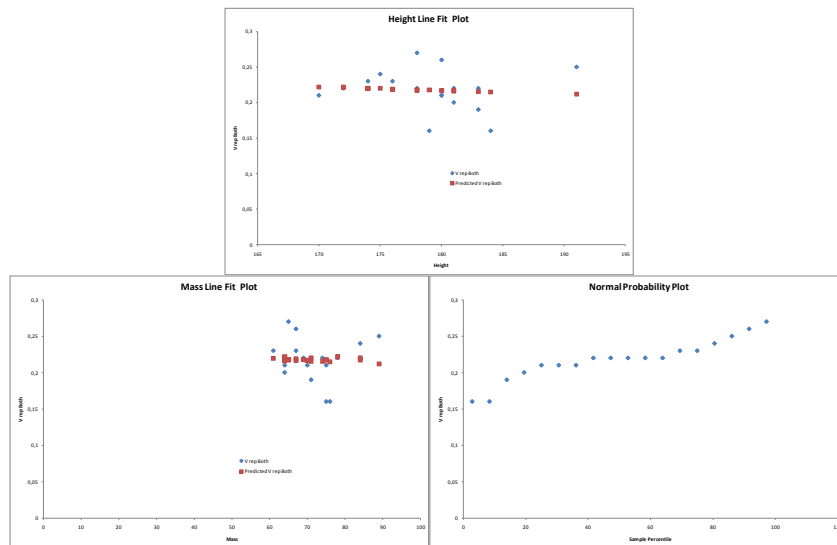 Height Line Fit Plot
0,3
0,25
0,2
0,15
0,1
0,05
0
V rep Both
V rep Both
Predicted V rep Both
165 170 175 180 185 190 195
Height
Mass Line Fit Plot
0,3
0,25
0,2
0,15
0,1
0,05
0
V rep Both
V rep Both
Predicted V rep Both
0 10 20 30 40 50 60 70 80 90 100
Mass
Normal Probability Plot
0,3
0,25
0,2
0,15
0,1
0,05
0
V rep Both
0 20 40 60 80 100
Sample Percentile